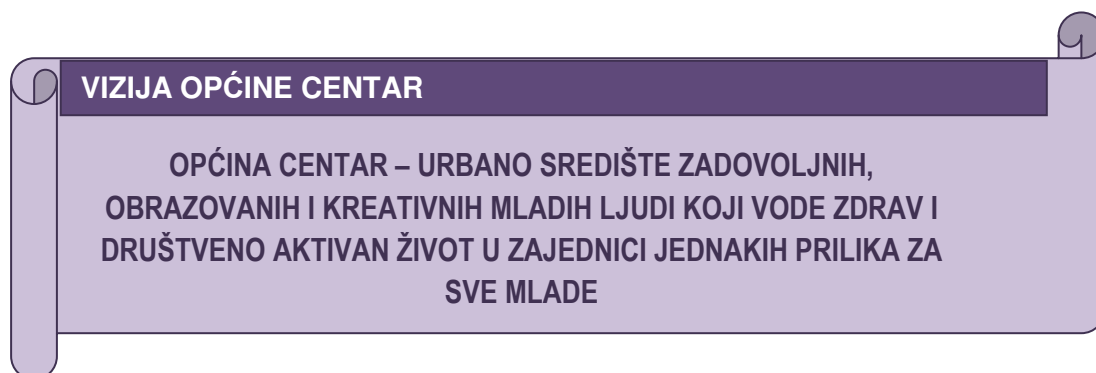 VIZIJA OPĆINE CENTAR
OPĆINA CENTAR – URBANO SREDIŠTE ZADOVOLJNIH,
OBRAZOVANIH I KREATIVNIH MLADIH LJUDI KOJI VODE ZDRAV I
DRUŠTVENO AKTIVAN ŽIVOT U ZAJEDNICI JEDNAKIH PRILIKA ZA
SVE MLADE